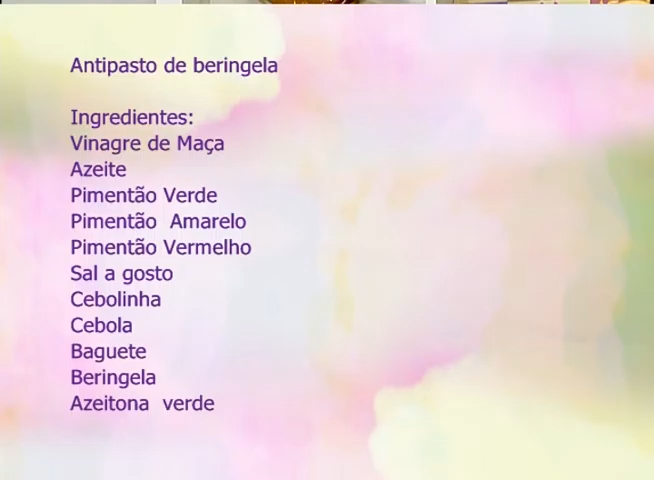 Antipasto de beringela
Ingredientes:
Vinagre de Maça
Azeite
Pimentão Verde
Pimentão  Amarelo
Pimentão Vermelho
Sal a gosto
Cebolinha
Cebola
Baguete
Beringela
Azeitona  verde